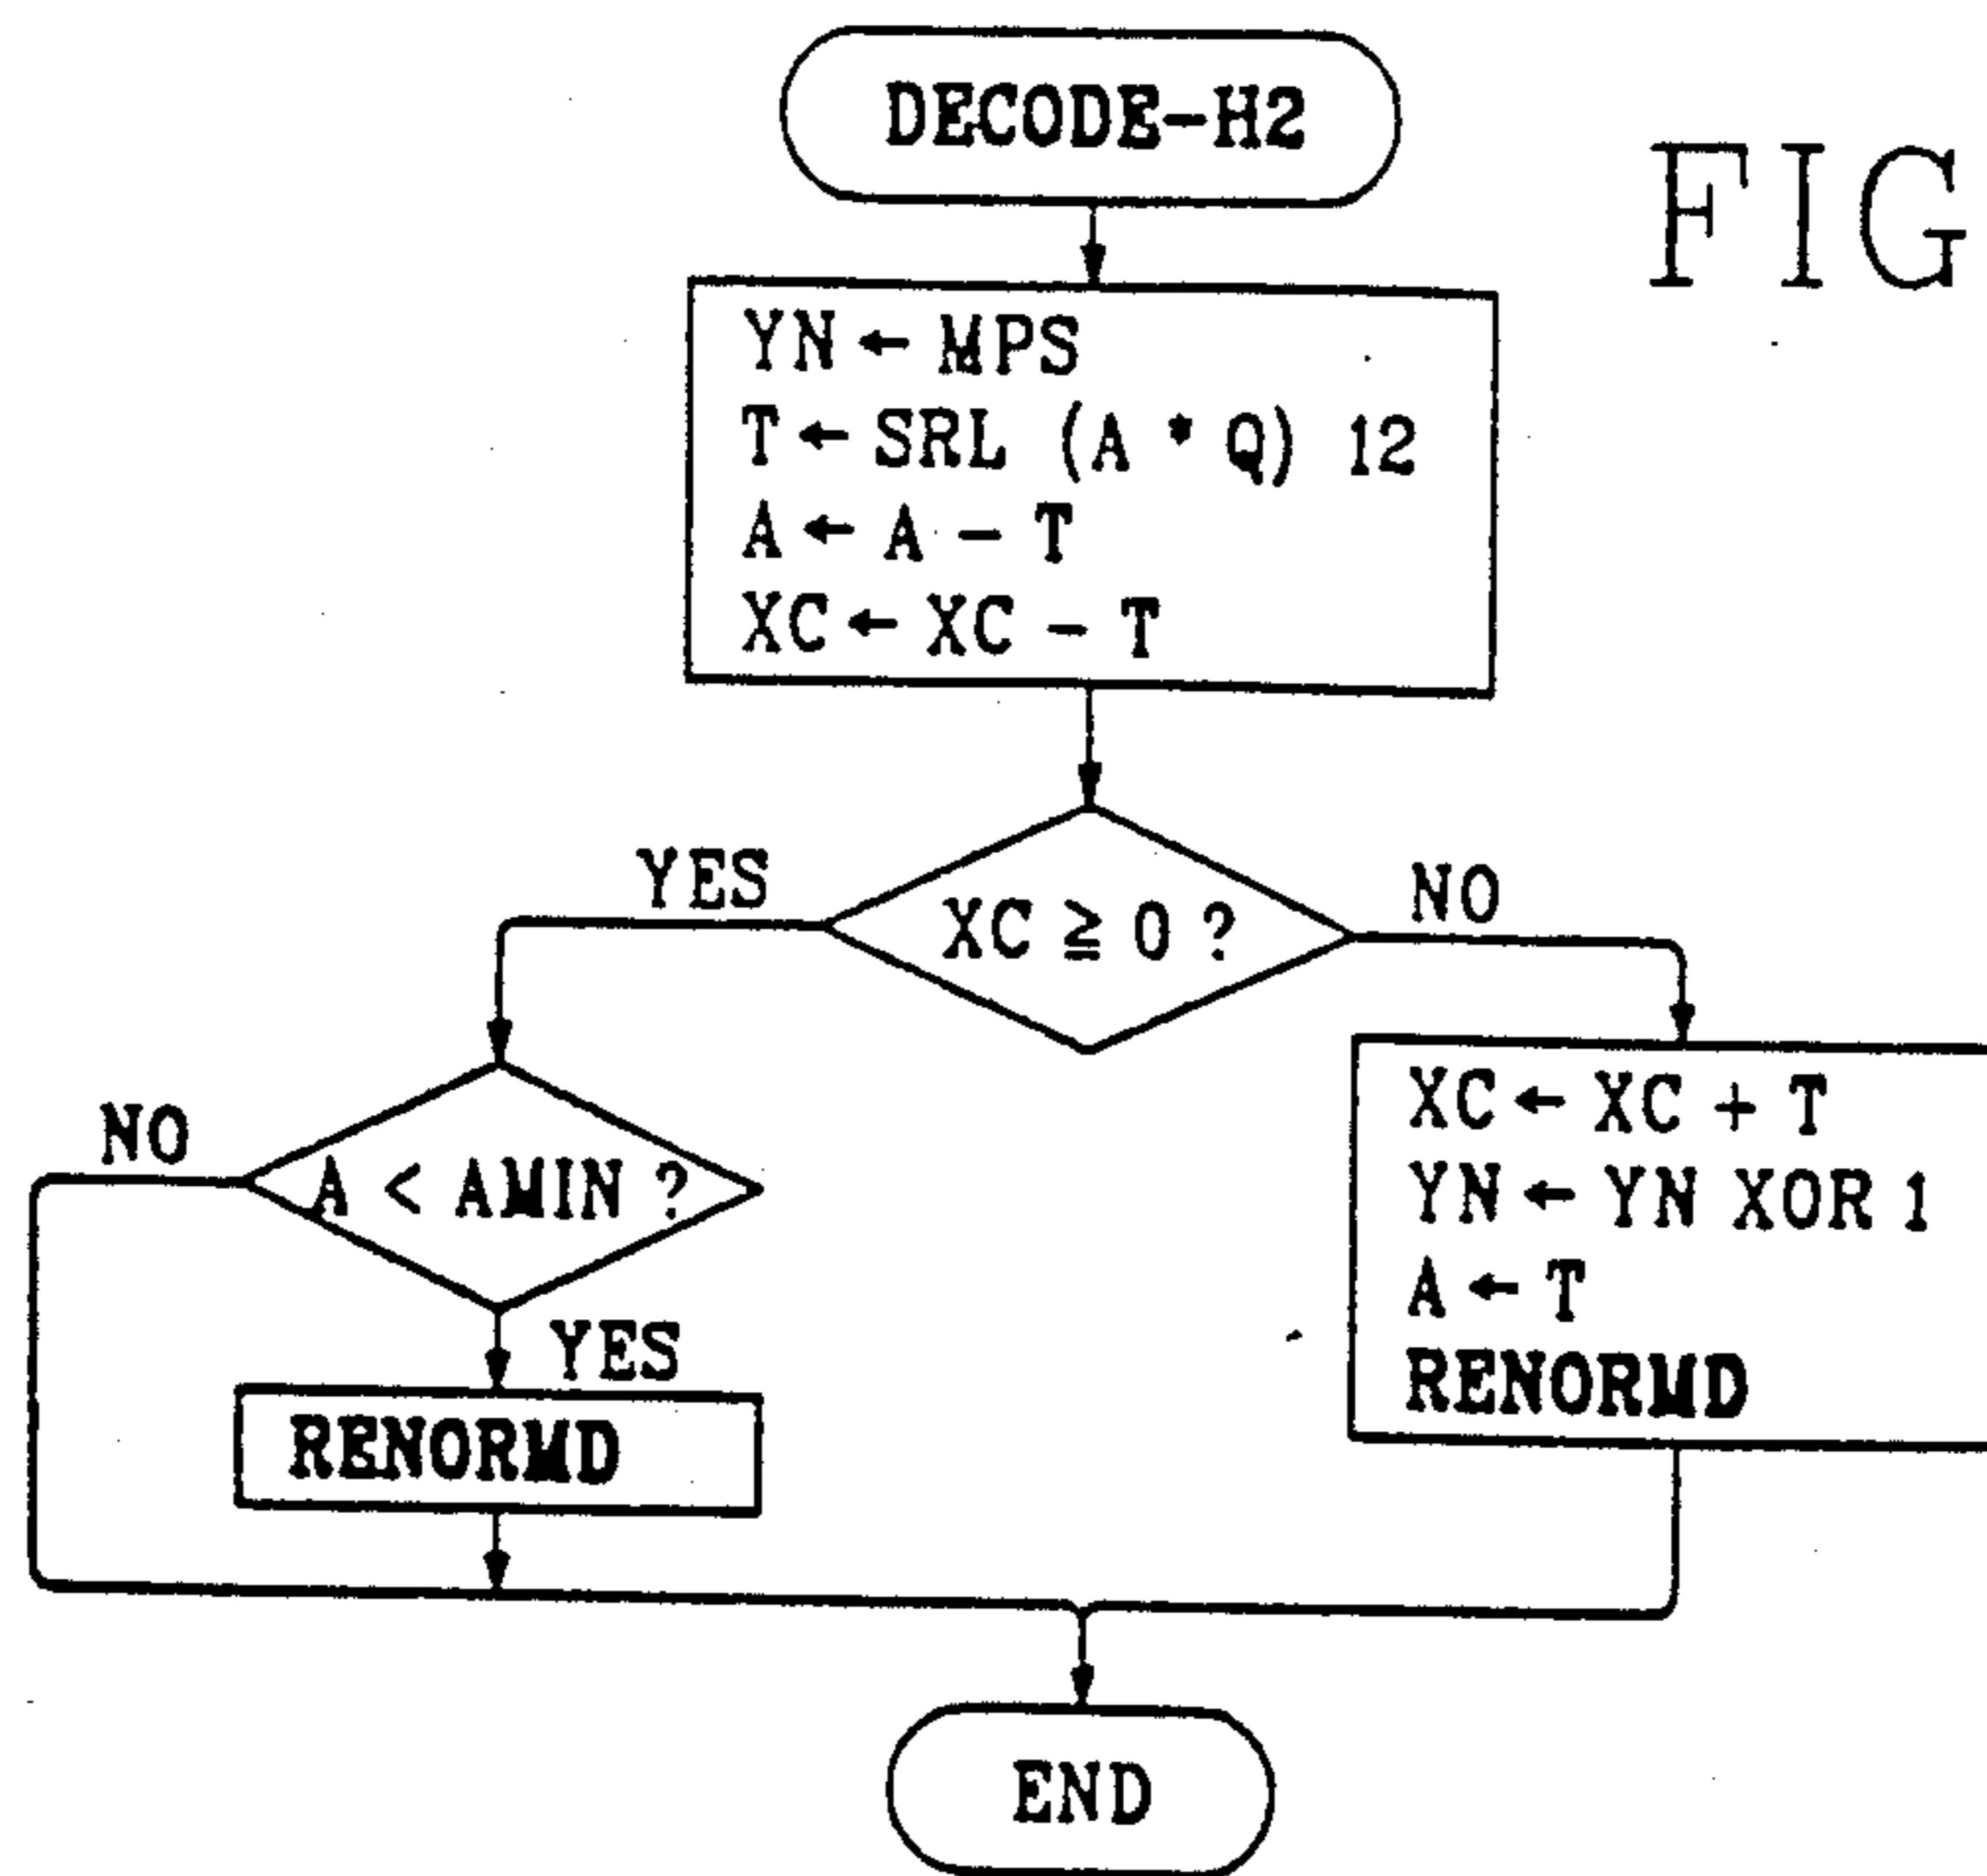 DECODE-H2
FIG
YN ← MPS
T ← SRL (A * Q) 12
A ← A - T
XC ← XC - T
YES
XC ≧ 0 ?
NO
NO
A < AMIN ?
YES
RENORMD
XC ← XC + T
YN ← YN XOR 1
A ← T
RENORMD
END